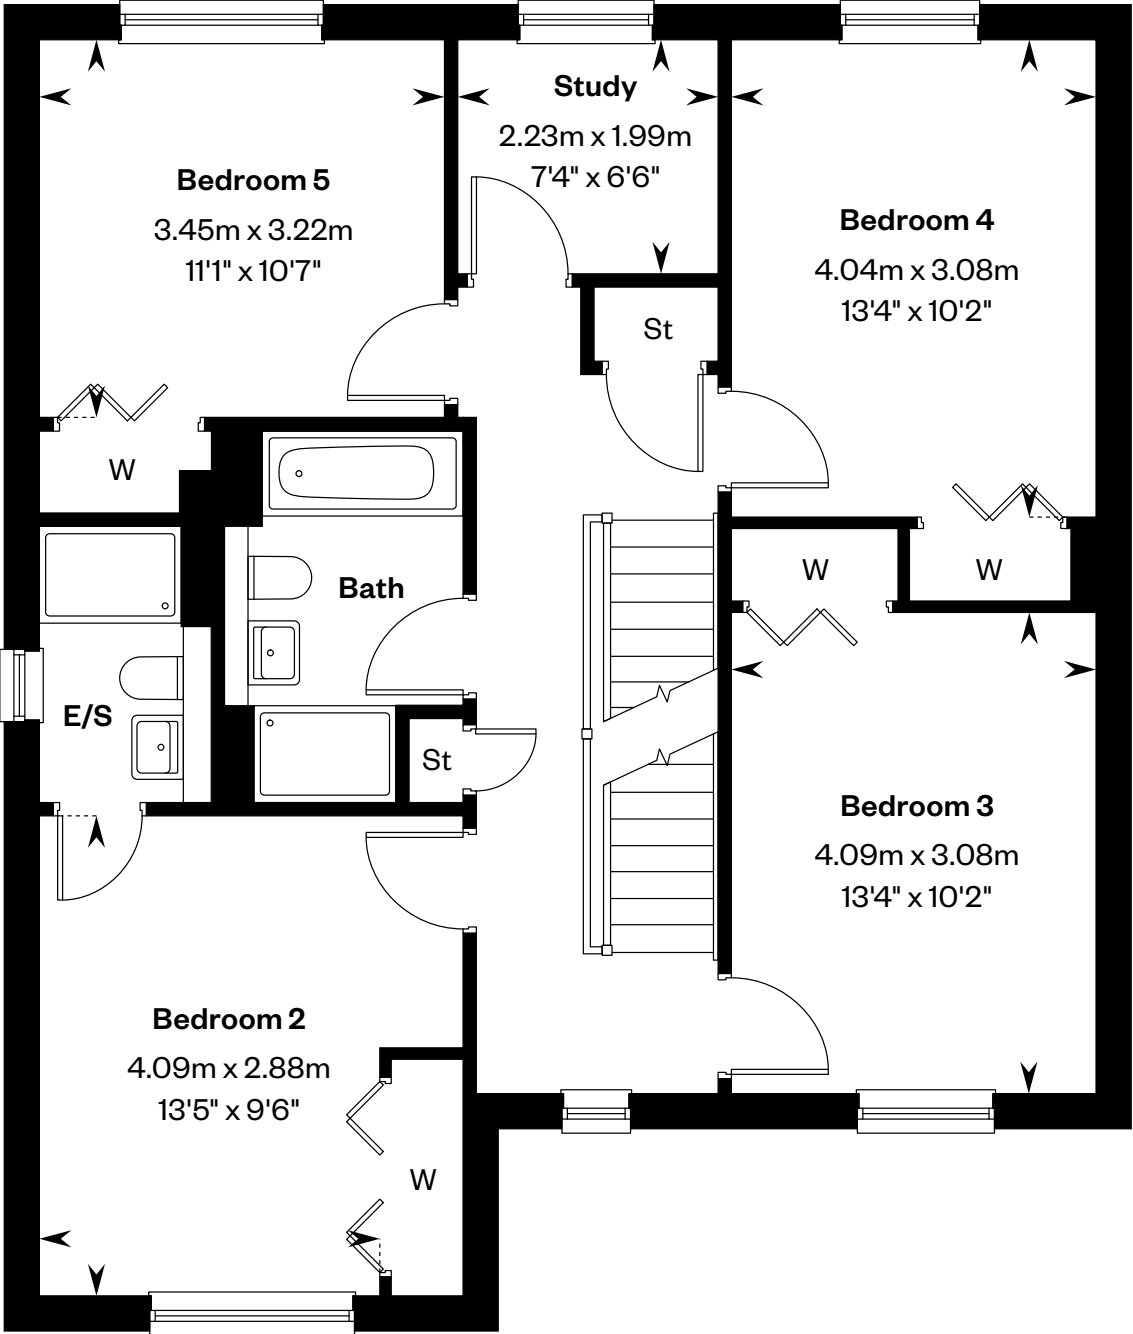 Study
2.23m x 1.99m
7'4" x 6'6"
Bedroom 5
3.45m x 3.22m
11'1" x 10'7"
Bedroom 4
4.04m x 3.08m
13'4" x 10'2"
St
W
W
W
Bath
E/S
St
Bedroom 3
4.09m x 3.08m
13'4" x 10'2"
Bedroom 2
4.09m x 2.88m
13'5" x 9'6"
W